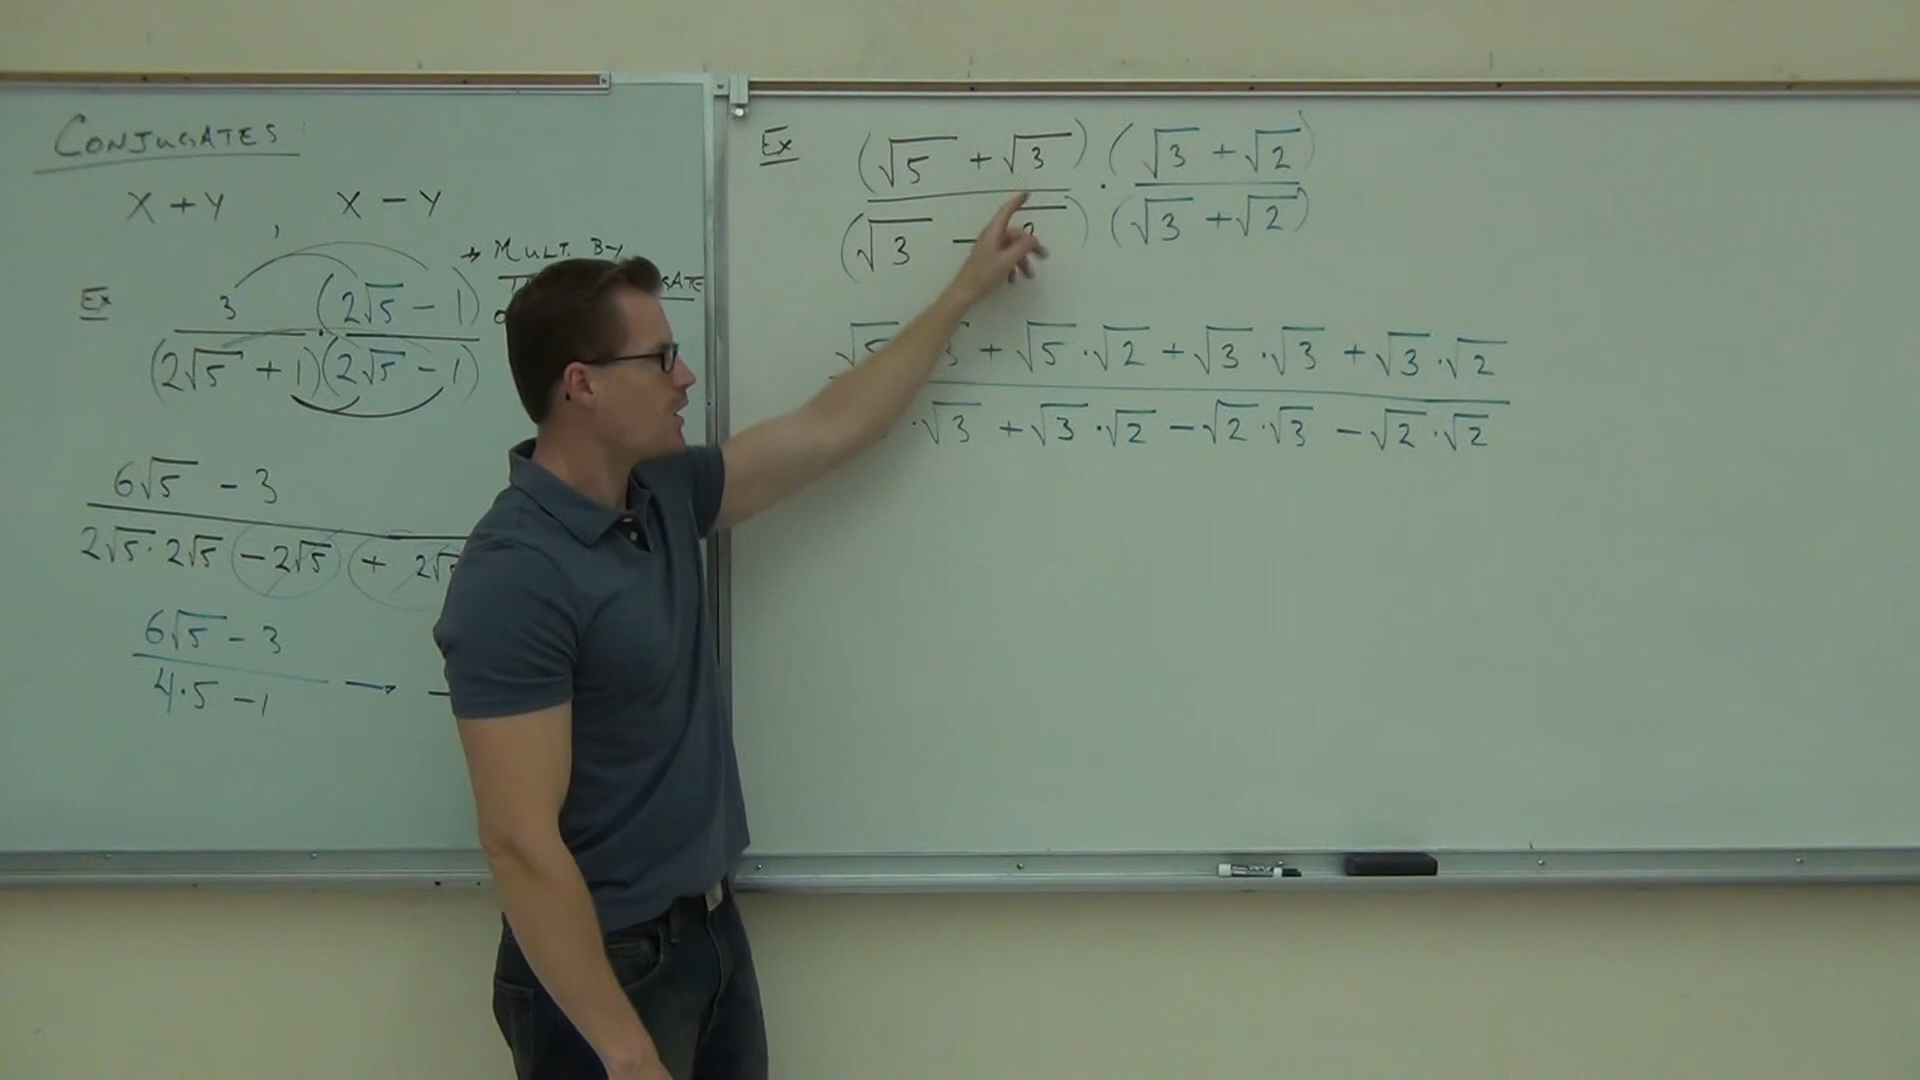 CONJUGATES:
X + Y , X − Y
→ MULT. BY
Ex 3 · (2√5 − 1)
(2√5 + 1)(2√5 − 1)
6√5 − 3
2√5 · 2√5 − 2√5 + 2√5
6√5 − 3
4·5 − 1 →
Ex (√5 + √3) · (√3 + √2)
(√3 − 2) (√3 + √2)
√5 3 + √5 · √2 + √3 · √3 + √3 · √2
· √3 + √3 · √2 − √2 · √3 − √2 · √2